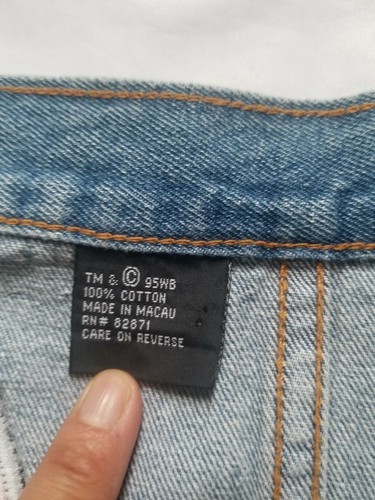 TM & © 95WB
100% COTTON
MADE IN MACAU
RN# 82871
CARE ON REVERSE